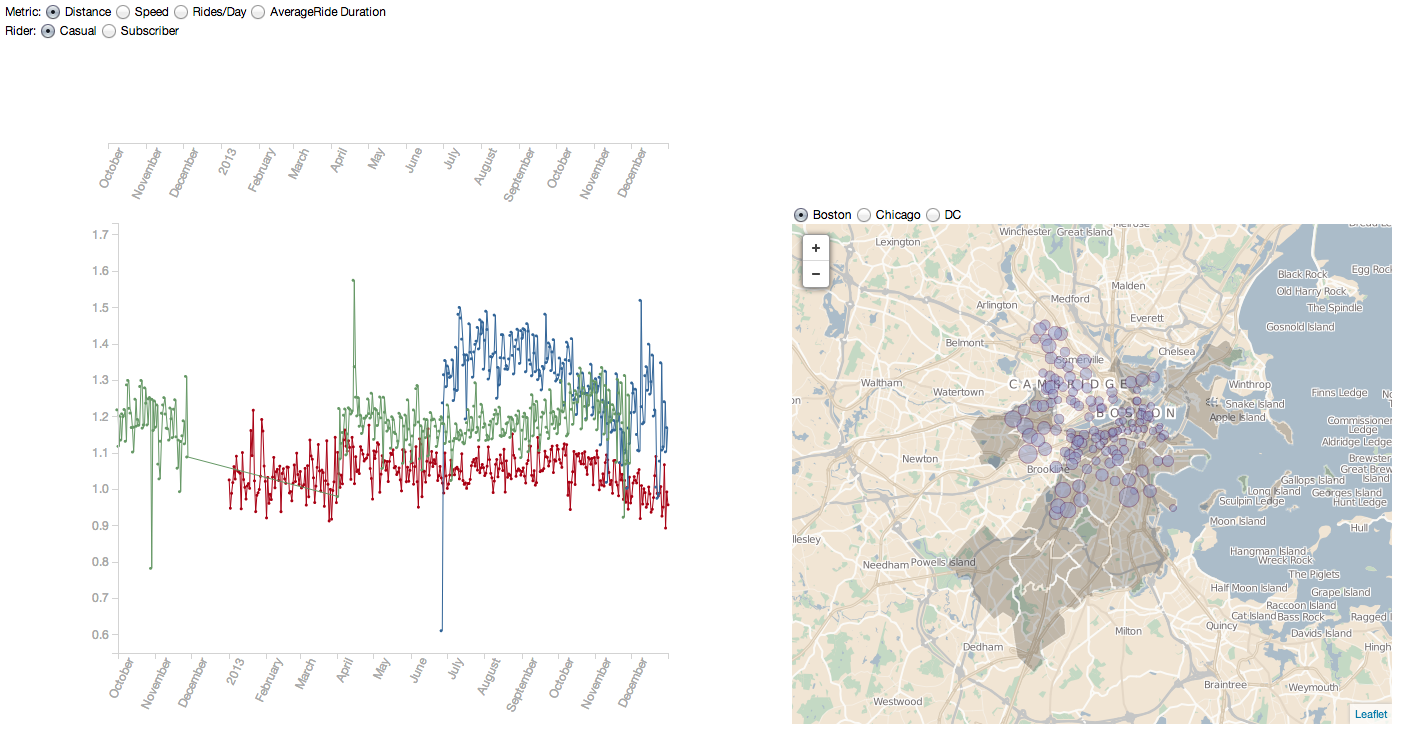 Metric: Distance Speed Rides/Day AverageRide Duration
Rider: Casual Subscriber
October November December 2013 February March April May June July August September October November December
1.7
1.6
1.5
1.4
1.3
1.2
1.1
1.0
0.9
0.8
0.7
0.6
October November December 2013 February March April May June July August September October November December
Boston Chicago DC
+
−
Winchester Great Island
Lexington
Egg Rock
Black Rock
Malden
Old Harry Rock
Medford
Arlington
The Spindle
Everett
Gosnold Island
Belmont
Chelsea
Somerville
Waltham
CAMBRIDGE
Winthrop
Watertown
Finns Ledge
Snake Island
BOSTON
Apple Island
Commissioner
Ledge
Aldridge Ledge
Newton
Brewster
Brookline
Great Brew
Island
Gallops Island
Long Island
Georges Island
Sculpin Ledge
Hunt Ledge
Moon Island
Hull
llesley
Hangman Island
Wreck Rock
Needham
Powells Island
The Piglets
Half Moon Island
Grape Island
Raccoon Island
Cat Island
Bass Rock
Ragged I
Quincy
Milton
Davids Island
Dedham
Hingh
Braintree
Weymouth
Westwood
Leaflet